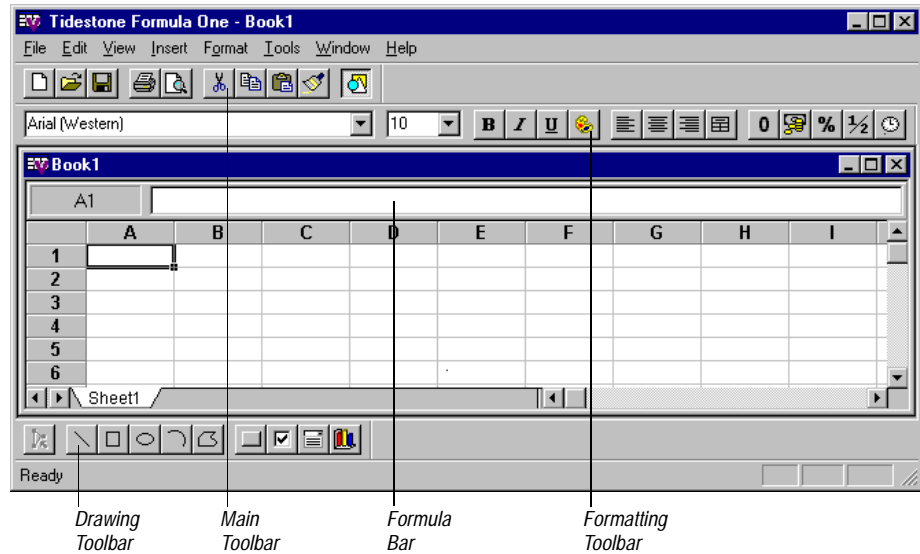 Tidestone Formula One - Book1
File Edit View Insert Format Tools Window Help
Arial (Western) 10 B I U 0 % ½
Book1
A1
A B C D E F G H I
1
2
3
4
5
6
Sheet1
Ready
Drawing Toolbar
Main Toolbar
Formula Bar
Formatting Toolbar